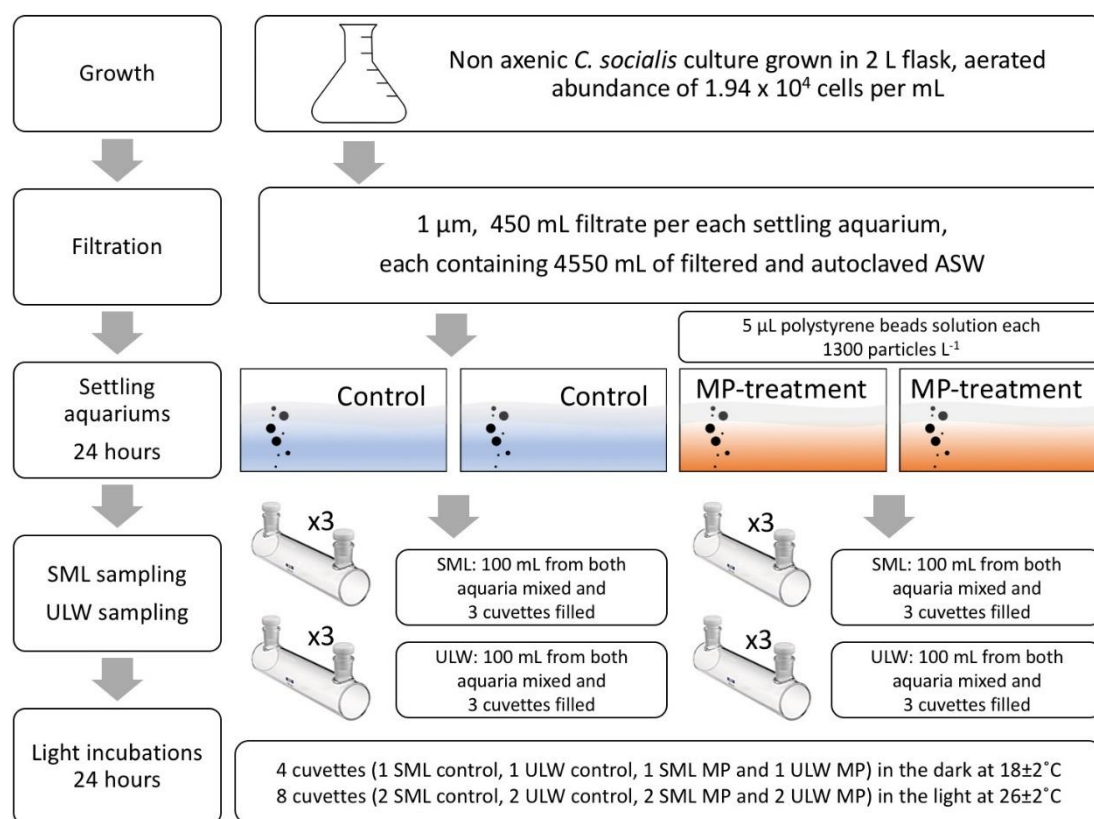 Growth
Non axenic C. socialis culture grown in 2 L flask, aerated
abundance of 1.94 x 10⁴ cells per mL
Filtration
1 µm, 450 mL filtrate per each settling aquarium,
each containing 4550 mL of filtered and autoclaved ASW
5 µL polystyrene beads solution each
1300 particles L⁻¹
Settling
aquariums
24 hours
Control
Control
MP-treatment
MP-treatment
SML sampling
ULW sampling
x3
SML: 100 mL from both
aquaria mixed and
3 cuvettes filled
x3
ULW: 100 mL from both
aquaria mixed and
3 cuvettes filled
x3
SML: 100 mL from both
aquaria mixed and
3 cuvettes filled
x3
ULW: 100 mL from both
aquaria mixed and
3 cuvettes filled
Light incubations
24 hours
4 cuvettes (1 SML control, 1 ULW control, 1 SML MP and 1 ULW MP) in the dark at 18±2˚C
8 cuvettes (2 SML control, 2 ULW control, 2 SML MP and 2 ULW MP) in the light at 26±2˚C